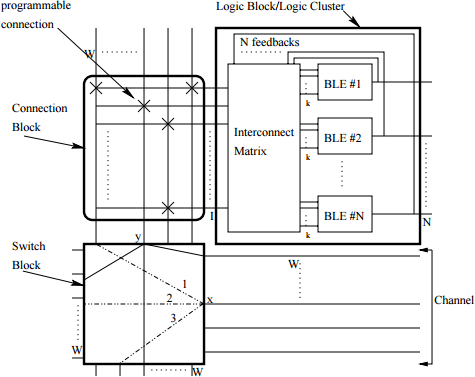 programmable
connection
Logic Block/Logic Cluster
W
N feedbacks
BLE #1
k
Connection
Block
Interconnect
Matrix
BLE #2
k
BLE #N
I
k
N
y
Switch
Block
W
1
2
x
3
Channel
W
W